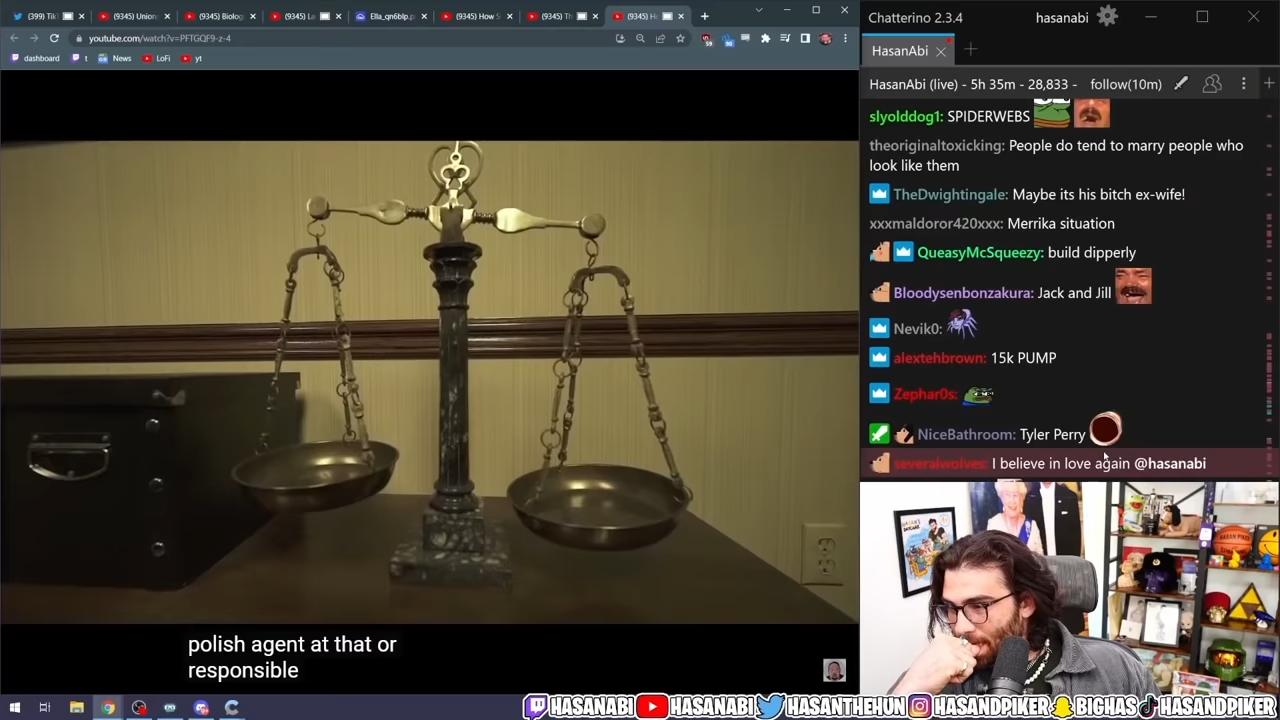 (399) Tik
(9345) Union
(9345) Biolog
(9345) La
Ella_qn6blp.p
(9345) How S
(9345) Th
(9345) H
youtube.com/watch?v=PFTGQF9-z-4
dashboard
t
News
LoFi
yt
polish agent at that or
responsible
Chatterino 2.3.4
hasanabi
HasanAbi
HasanAbi (live) - 5h 35m - 28,833 -
follow(10m)
slyolddog1: SPIDERWEBS
theoriginaltoxicking: People do tend to marry people who
look like them
TheDwightingale: Maybe its his bitch ex-wife!
xxxmaldoror420xxx: Merrika situation
QueasyMcSqueezy: build dipperly
Bloodysenbonzakura: Jack and Jill
Nevik0:
alextehbrown: 15k PUMP
Zephar0s:
NiceBathroom: Tyler Perry
severalwolves: I believe in love again @hasanabi
HASANABI
HASANABI
HASANTHEHUN
HASANDPIKER
BIGHAS
HASANDPIKER